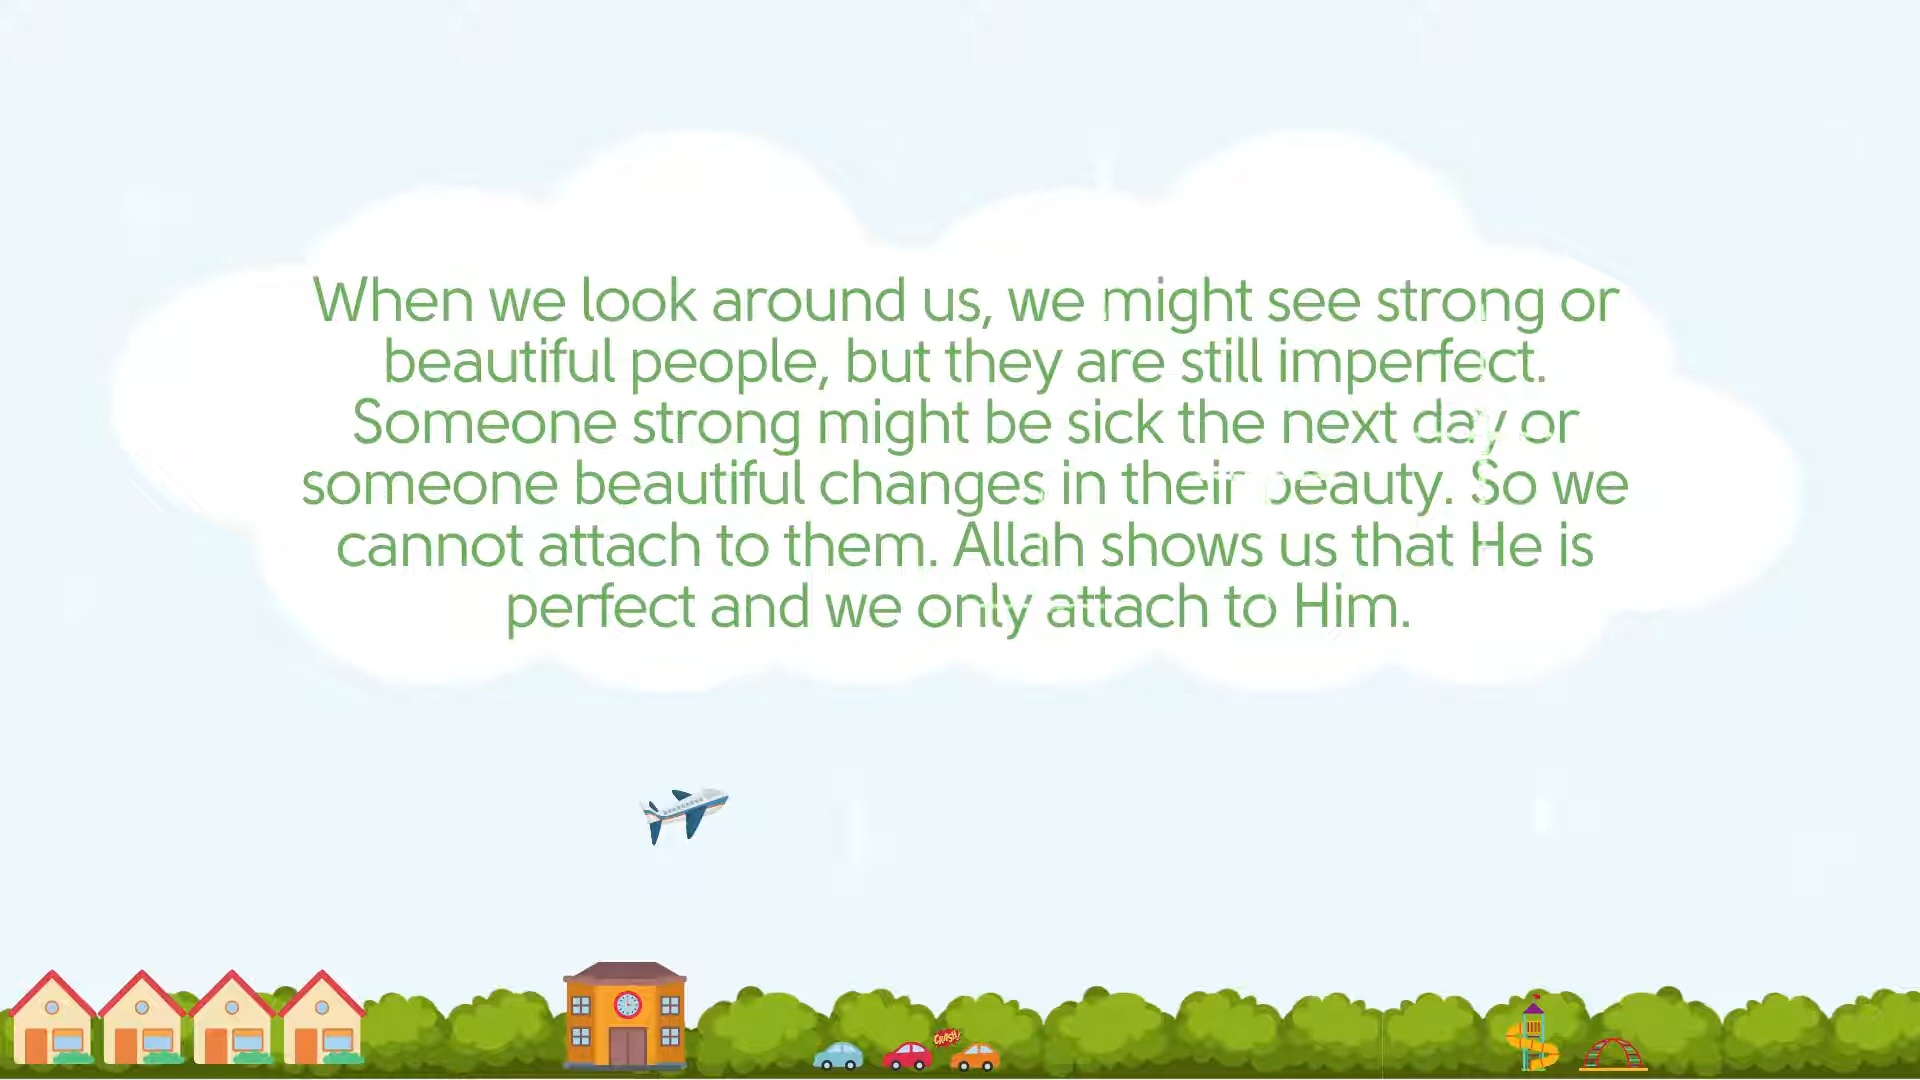 When we look around us, we might see strong or
beautiful people, but they are still imperfect.
Someone strong might be sick the next day or
someone beautiful changes in their beauty. So we
cannot attach to them. Allah shows us that He is
perfect and we only attach to Him.
CRASH!